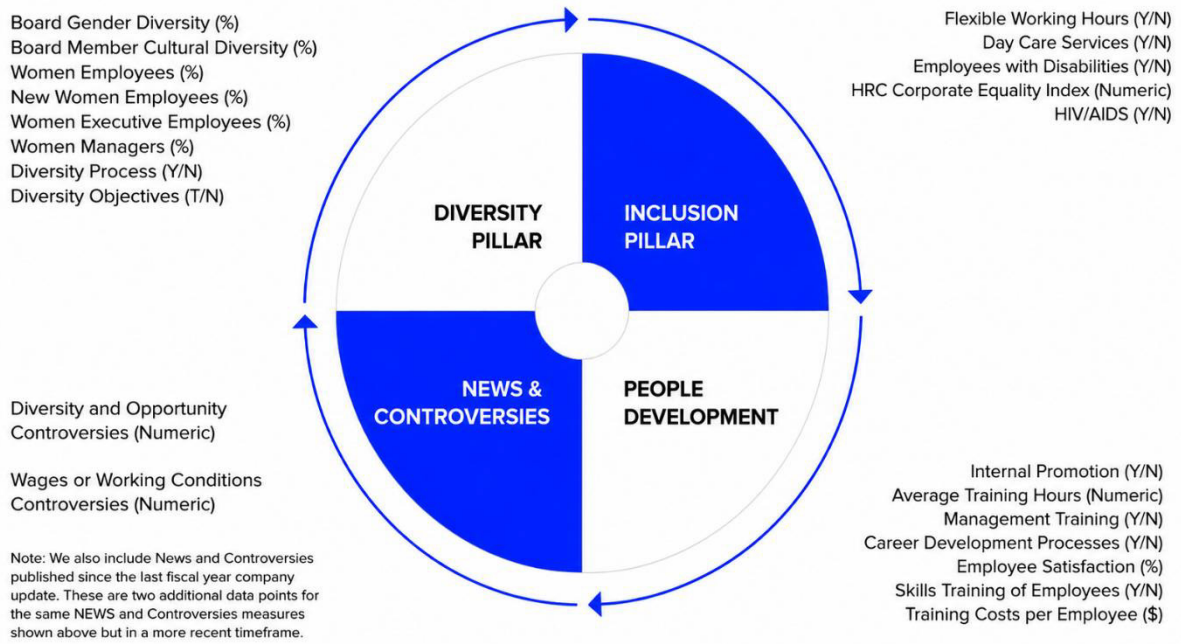 Board Gender Diversity (%)
Board Member Cultural Diversity (%)
Women Employees (%)
New Women Employees (%)
Women Executive Employees (%)
Women Managers (%)
Diversity Process (Y/N)
Diversity Objectives (T/N)
Flexible Working Hours (Y/N)
Day Care Services (Y/N)
Employees with Disabilities (Y/N)
HRC Corporate Equality Index (Numeric)
HIV/AIDS (Y/N)
DIVERSITY
PILLAR
INCLUSION
PILLAR
NEWS &
CONTROVERSIES
PEOPLE
DEVELOPMENT
Diversity and Opportunity
Controversies (Numeric)
Wages or Working Conditions
Controversies (Numeric)
Note: We also include News and Controversies
published since the last fiscal year company
update. These are two additional data points for
the same NEWS and Controversies measures
shown above but in a more recent timeframe.
Internal Promotion (Y/N)
Average Training Hours (Numeric)
Management Training (Y/N)
Career Development Processes (Y/N)
Employee Satisfaction (%)
Skills Training of Employees (Y/N)
Training Costs per Employee ($)